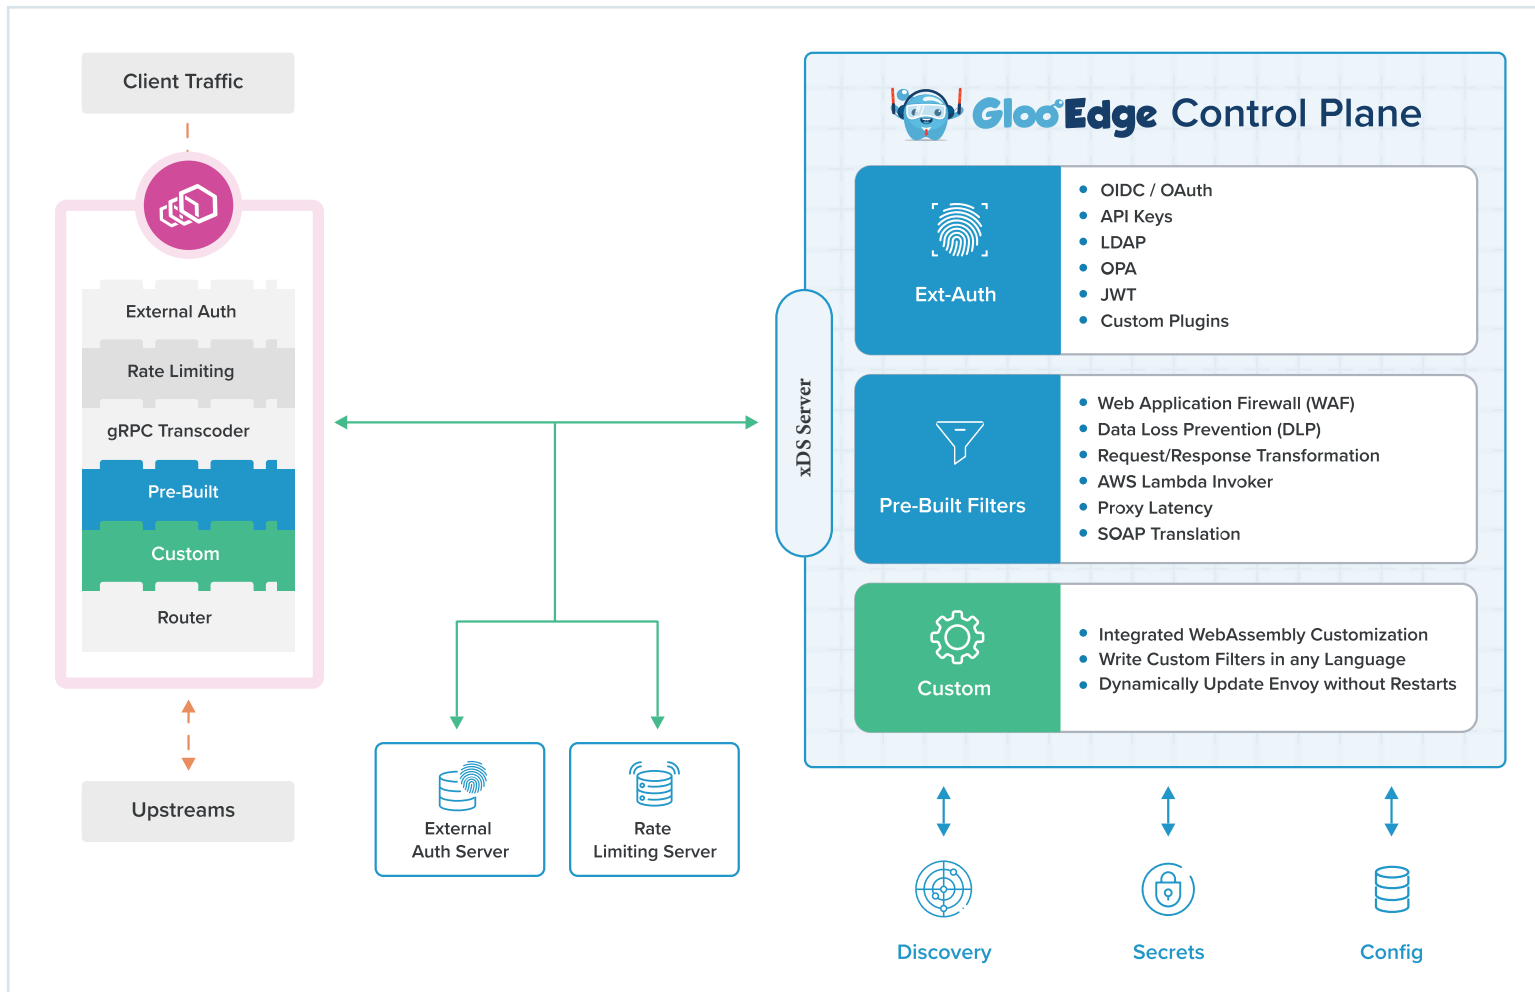 Client Traffic
External Auth
Rate Limiting
gRPC Transcoder
Pre-Built
Custom
Router
Upstreams
External
Auth Server
Rate
Limiting Server
xDS Server
Gloo Edge Control Plane
Ext-Auth
OIDC / OAuth
API Keys
LDAP
OPA
JWT
Custom Plugins
Pre-Built Filters
Web Application Firewall (WAF)
Data Loss Prevention (DLP)
Request/Response Transformation
AWS Lambda Invoker
Proxy Latency
SOAP Translation
Custom
Integrated WebAssembly Customization
Write Custom Filters in any Language
Dynamically Update Envoy without Restarts
Discovery
Secrets
Config